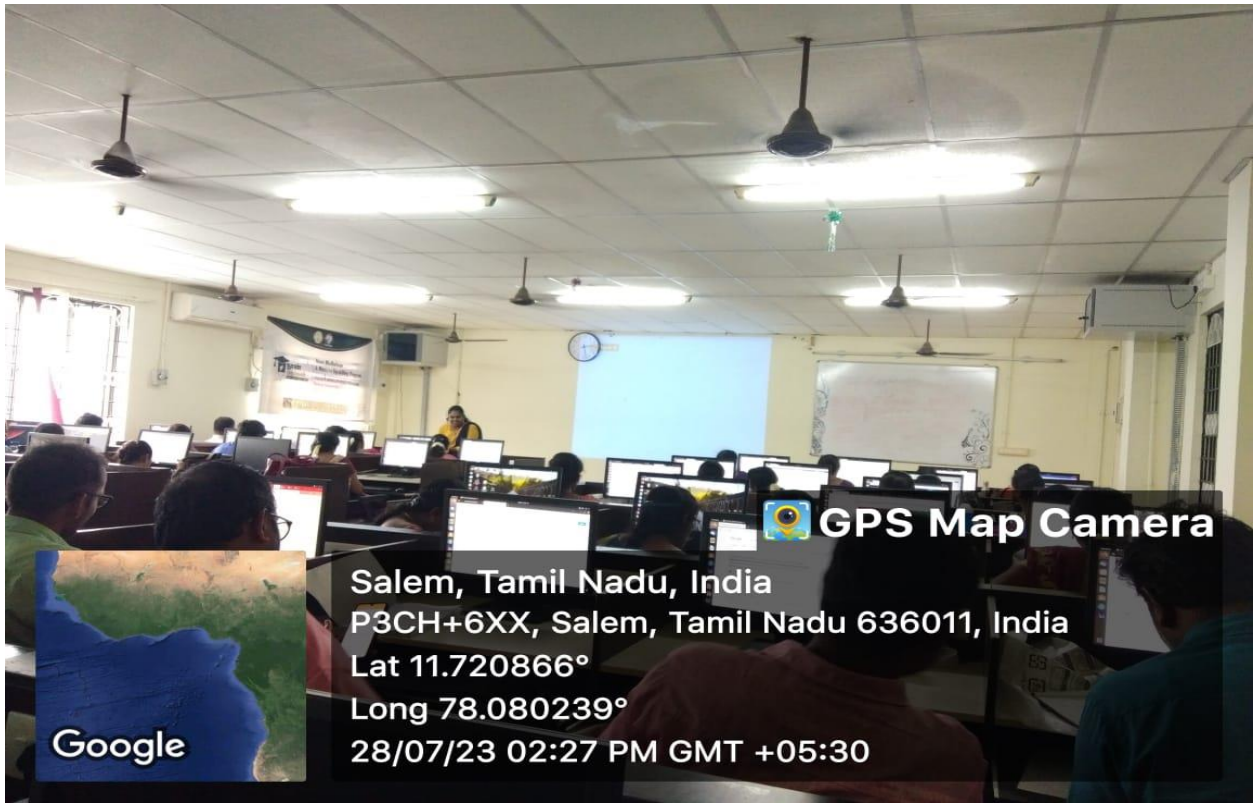 GPS Map Camera
Salem, Tamil Nadu, India
P3CH+6XX, Salem, Tamil Nadu 636011, India
Lat 11.720866°
Long 78.080239°
28/07/23 02:27 PM GMT +05:30
Google